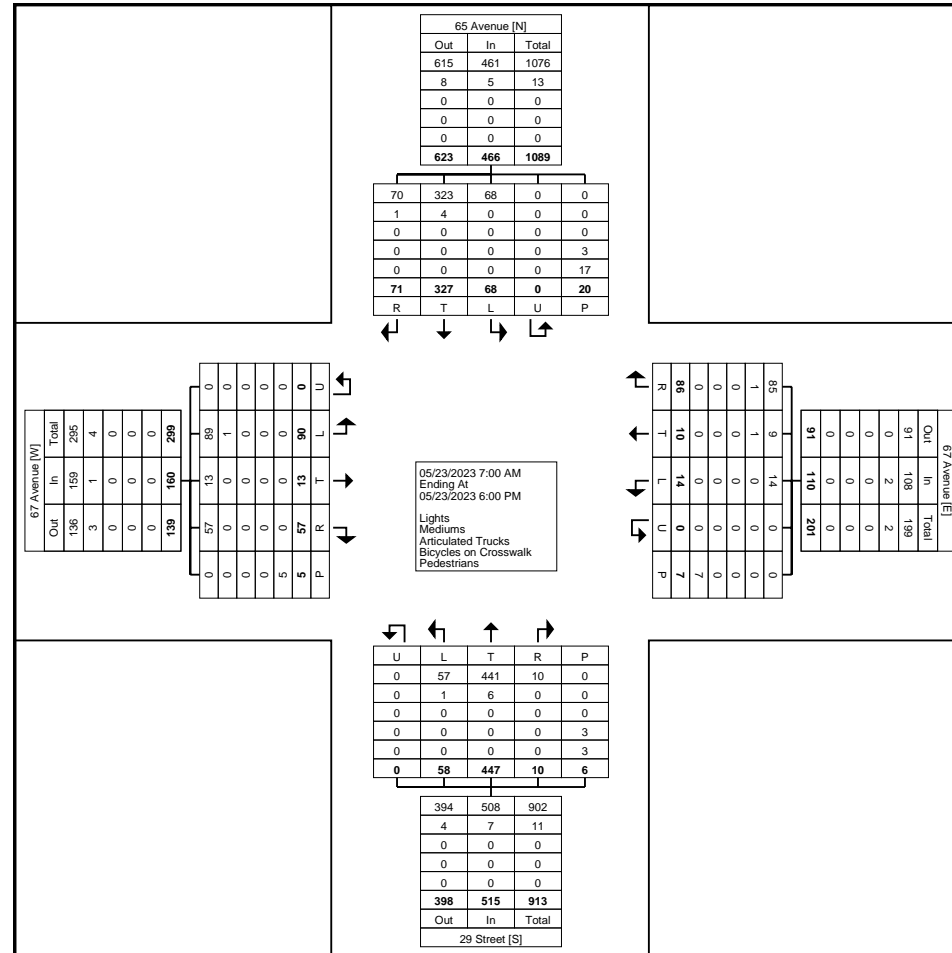 65 Avenue [N]
Out In Total
615 461 1076
8 5 13
0 0 0
0 0 0
0 0 0
623 466 1089
70 323 68 0 0
1 4 0 0 0
0 0 0 0 0
0 0 0 0 3
0 0 0 0 17
71 327 68 0 20
R T L U P
67 Avenue [W]
Total In Out
295 159 136
4 1 3
0 0 0
0 0 0
0 0 0
299 160 139
0 89 13 57 0
0 1 0 0 0
0 0 0 0 0
0 0 0 0 0
0 0 0 0 5
0 90 13 57 5
U L T R P
05/23/2023 7:00 AM
Ending At
05/23/2023 6:00 PM
Lights
Mediums
Articulated Trucks
Bicycles on Crosswalk
Pedestrians
67 Avenue [E]
Out In Total
91 108 199
0 2 2
0 0 0
0 0 0
0 0 0
91 110 201
85 9 14 0 0
1 1 0 0 0
0 0 0 0 0
0 0 0 0 0
0 0 0 0 7
86 10 14 0 7
R T L U P
U L T R P
0 57 441 10 0
0 1 6 0 0
0 0 0 0 0
0 0 0 0 3
0 0 0 0 3
0 58 447 10 6
394 508 902
4 7 11
0 0 0
0 0 0
0 0 0
398 515 913
Out In Total
29 Street [S]